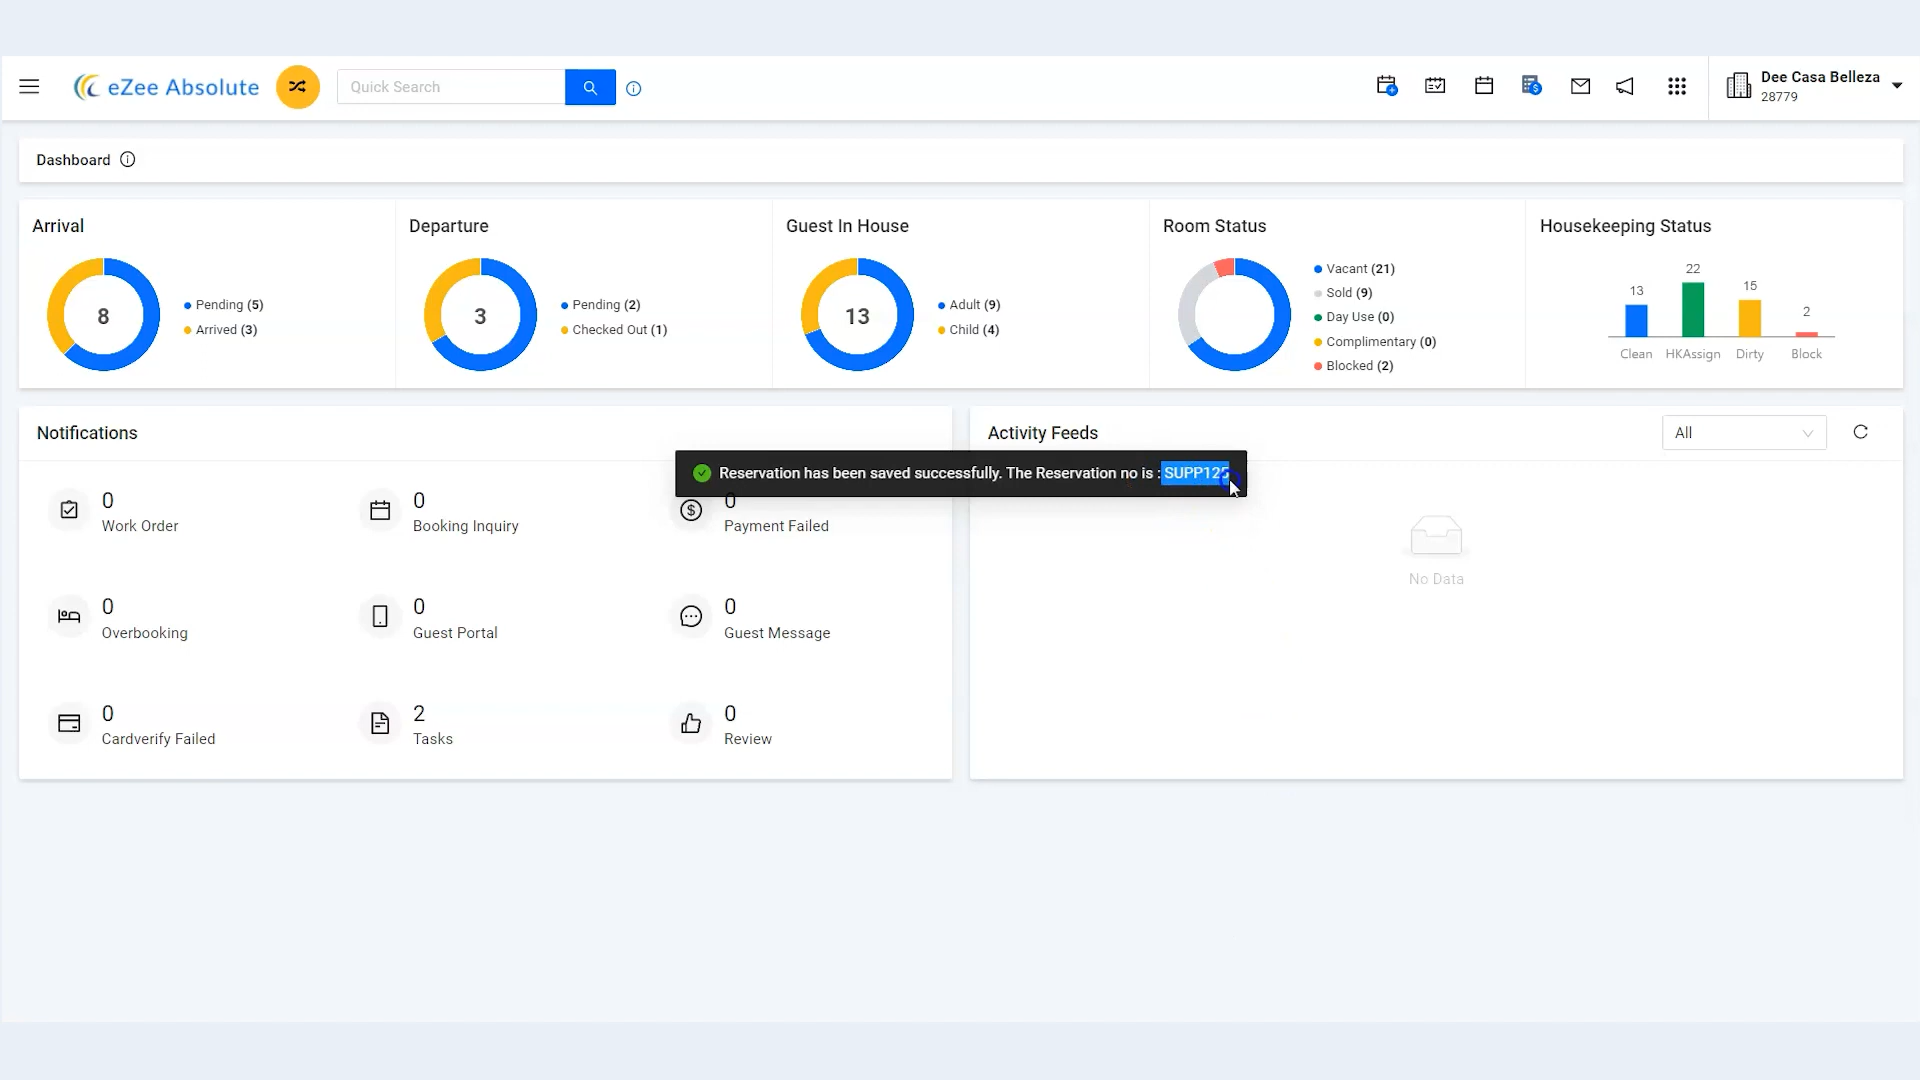 eZee Absolute
Quick Search
Dee Casa Belleza
28779
Dashboard
Arrival
8
Pending (5)
Arrived (3)
Departure
3
Pending (2)
Checked Out (1)
Guest In House
13
Adult (9)
Child (4)
Room Status
Vacant (21)
Sold (9)
Day Use (0)
Complimentary (0)
Blocked (2)
Housekeeping Status
13
22
15
2
Clean
HKAssign
Dirty
Block
Notifications
0
Work Order
0
Booking Inquiry
0
Payment Failed
0
Overbooking
0
Guest Portal
0
Guest Message
0
Cardverify Failed
2
Tasks
0
Review
Activity Feeds
All
Reservation has been saved successfully. The Reservation no is : SUPP125
No Data